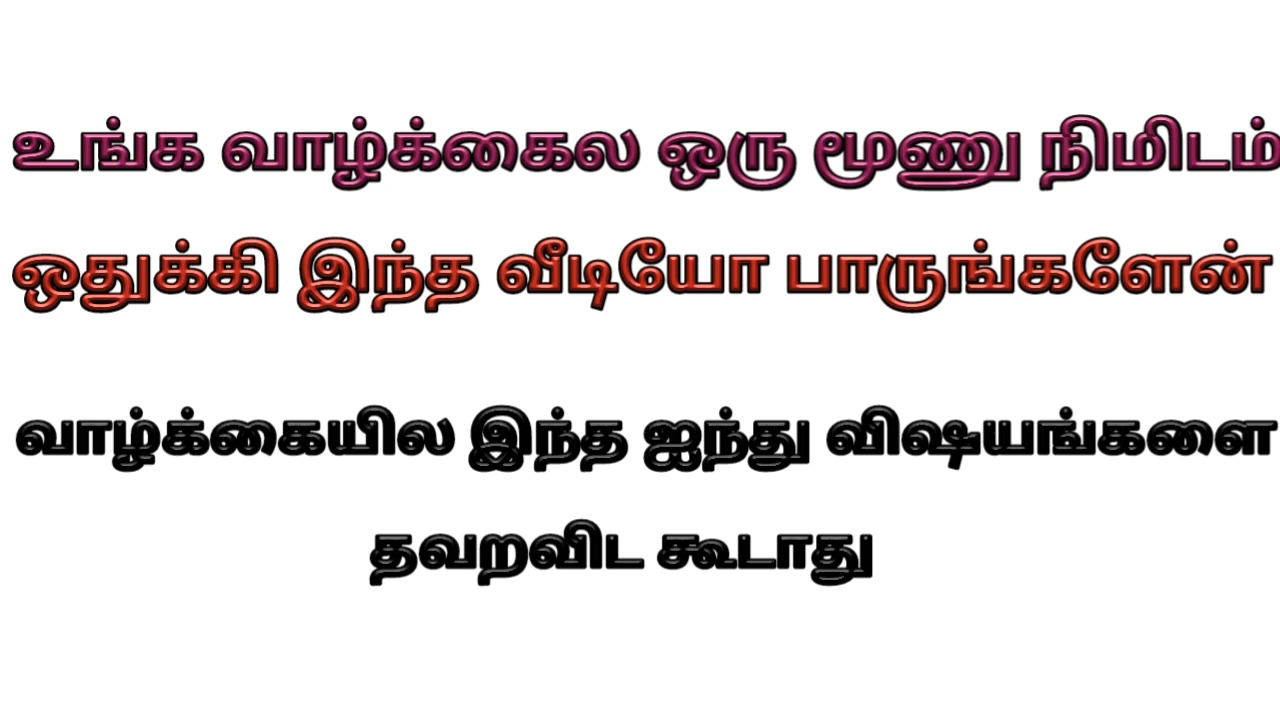 உங்க வாழ்க்கைல ஒரு மூணு நிமிடம்
ஒதுக்கி இந்த வீடியோ பாருங்களேன்
வாழ்க்கையில இந்த ஐந்து விஷயங்களை
தவறவிட கூடாது